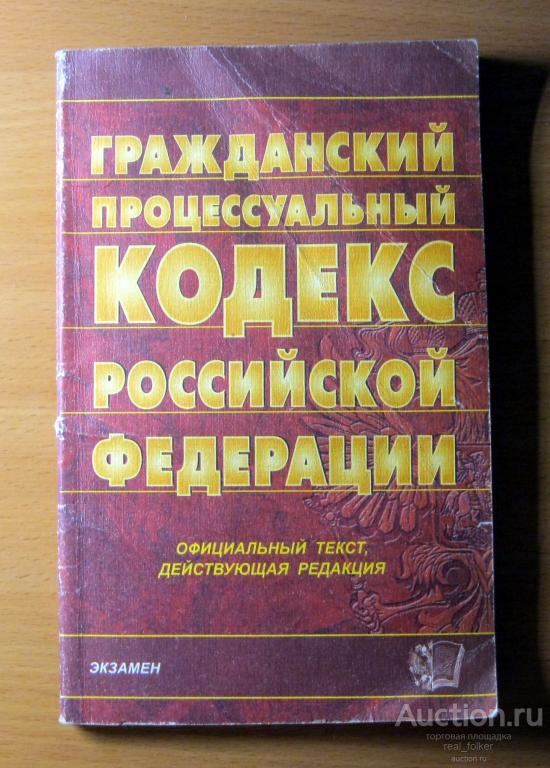 ГРАЖДАНСКИЙ
ПРОЦЕССУАЛЬНЫЙ
КОДЕКС
РОССИЙСКОЙ
ФЕДЕРАЦИИ
ОФИЦИАЛЬНЫЙ ТЕКСТ,
ДЕЙСТВУЮЩАЯ РЕДАКЦИЯ
ЭКЗАМЕН
Auction.ru
торговая площадка
real_folker
auction.ru